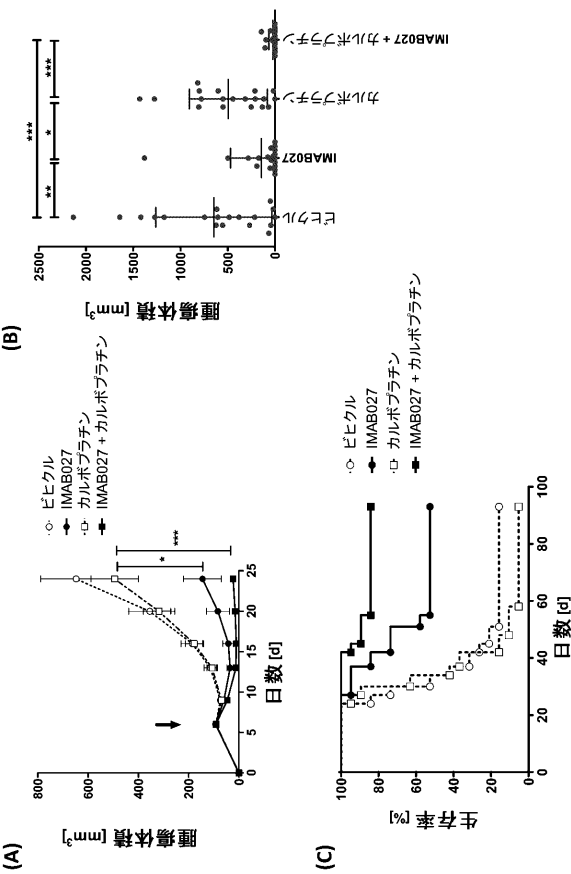 (A)
腫瘍体積 [mm³]
800
600
400
200
0
0
5
10
15
20
25
日数 [d]
ビヒクル
IMAB027
カルボプラチン
IMAB027 + カルボプラチン
*
***
(B)
腫瘍体積 [mm³]
2500
2000
1500
1000
500
0
***
**
*
***
ビヒクル
IMAB027
カルボプラチン
IMAB027 + カルボプラチン
(C)
生存率 [%]
100
80
60
40
20
0
0
20
40
60
80
100
日数 [d]
ビヒクル
IMAB027
カルボプラチン
IMAB027 + カルボプラチン